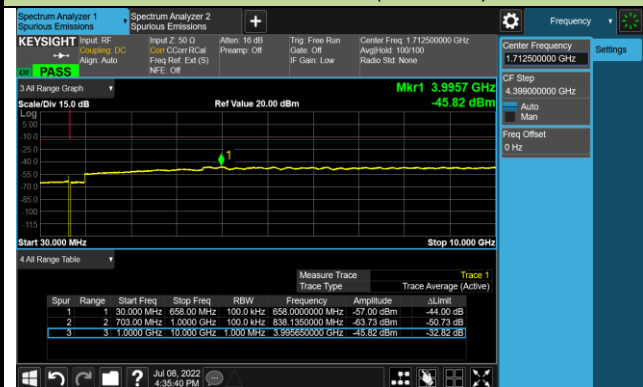 Spectrum Analyzer 1
Spurious Emissions
Spectrum Analyzer 2
Spurious Emissions
+
Frequency
KEYSIGHT
Input: RF
Coupling: DC
Align: Auto
Input Z: 50 Ω
Corr CCorr RCal
Freq Ref: Ext (S)
NFE: Off
Atten: 16 dB
Preamp: Off
Trig: Free Run
Gate: Off
IF Gain: Low
Center Freq: 1.712500000 GHz
Avg|Hold: 100/100
Radio Std: None
PASS
Center Frequency
1.712500000 GHz
Settings
CF Step
4.399000000 GHz
Auto
Man
Freq Offset
0 Hz
3 All Range Graph
Mkr1 3.9957 GHz
Scale/Div 15.0 dB
Ref Value 20.00 dBm
-45.82 dBm
Log
5.00
-10.0
-25.0
-40.0
-55.0
-70.0
-85.0
-100
-115
1
Start 30.000 MHz
Stop 10.000 GHz
4 All Range Table
Measure Trace Trace 1
Trace Type Trace Average (Active)
Spur Range Start Freq Stop Freq RBW Frequency Amplitude ΔLimit
1 1 30.000 MHz 658.00 MHz 100.0 kHz 658.0000000 MHz -57.00 dBm -44.00 dB
2 2 703.00 MHz 1.0000 GHz 100.0 kHz 838.1350000 MHz -63.73 dBm -50.73 dB
3 3 1.0000 GHz 10.000 GHz 1.000 MHz 3.995650000 GHz -45.82 dBm -32.82 dB
Jul 08, 2022
4:35:40 PM